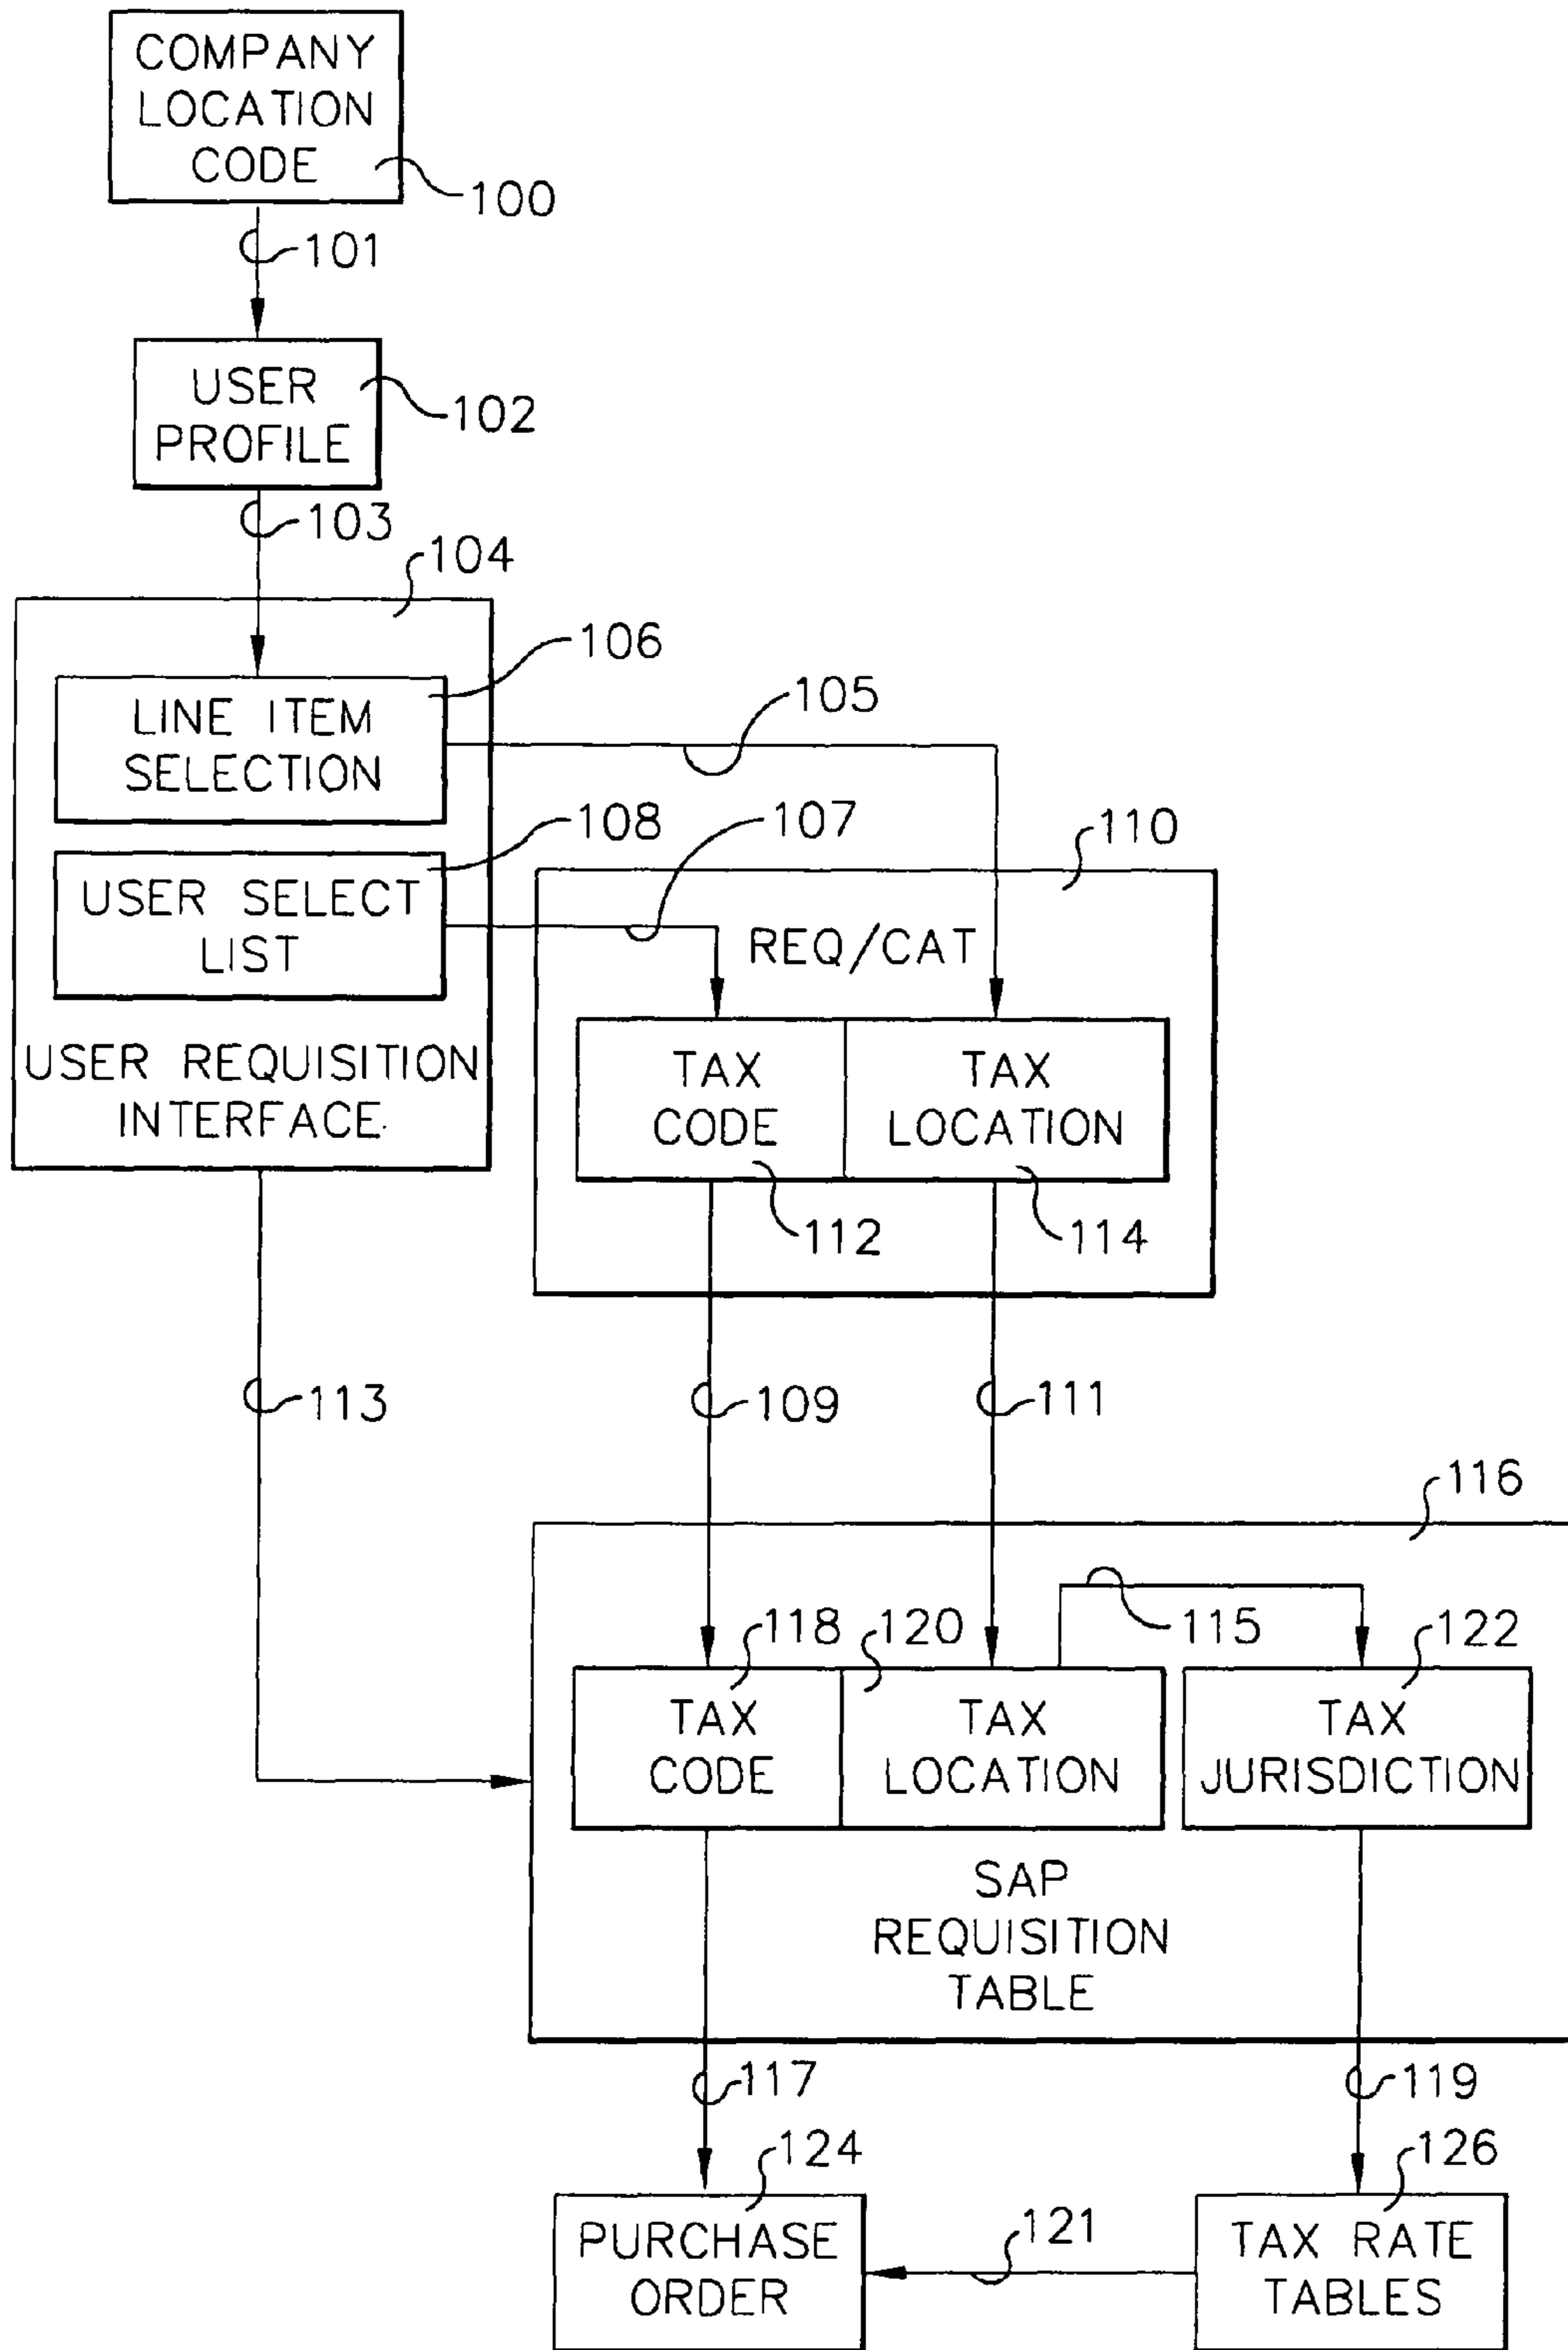 COMPANY
LOCATION
CODE
100
101
USER
PROFILE
102
103
104
106
LINE ITEM
SELECTION
105
108
107
110
USER SELECT
LIST
REQ/CAT
USER REQUISITION
INTERFACE
TAX
CODE
TAX
LOCATION
112
114
113
109
111
116
118
120
115
122
TAX
CODE
TAX
LOCATION
TAX
JURISDICTION
SAP
REQUISITION
TABLE
117
119
124
126
PURCHASE
ORDER
121
TAX RATE
TABLES